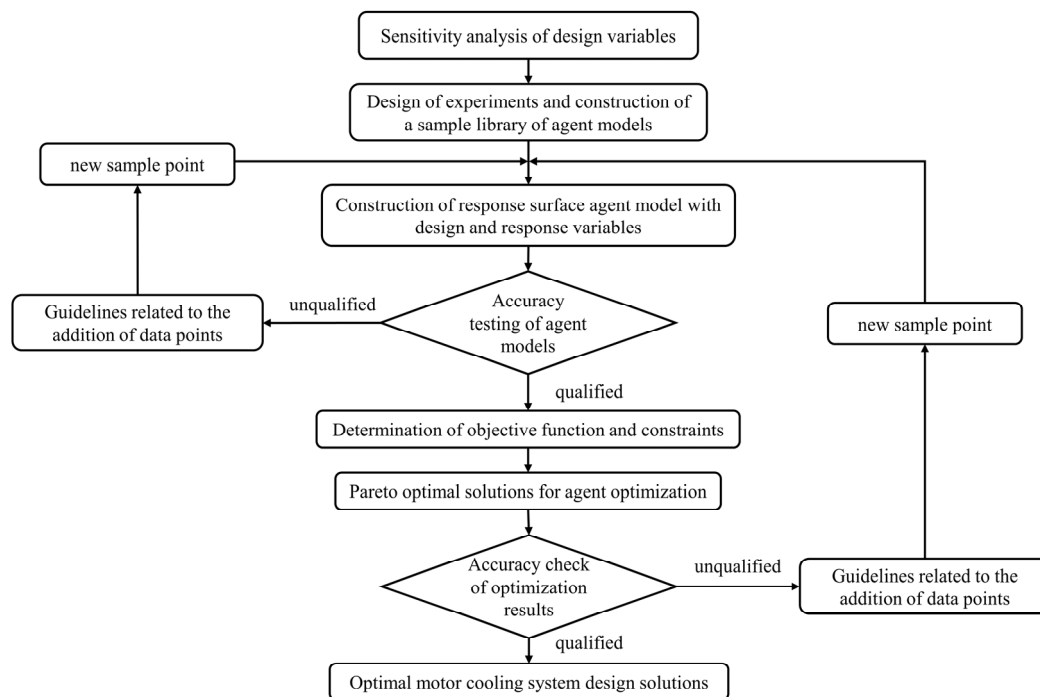 Sensitivity analysis of design variables
Design of experiments and construction of
a sample library of agent models
new sample point
Construction of response surface agent model with
design and response variables
unqualified
Accuracy
testing of agent
models
Guidelines related to the
addition of data points
new sample point
qualified
Determination of objective function and constraints
Pareto optimal solutions for agent optimization
Accuracy check
of optimization
results
unqualified
Guidelines related to the
addition of data points
qualified
Optimal motor cooling system design solutions